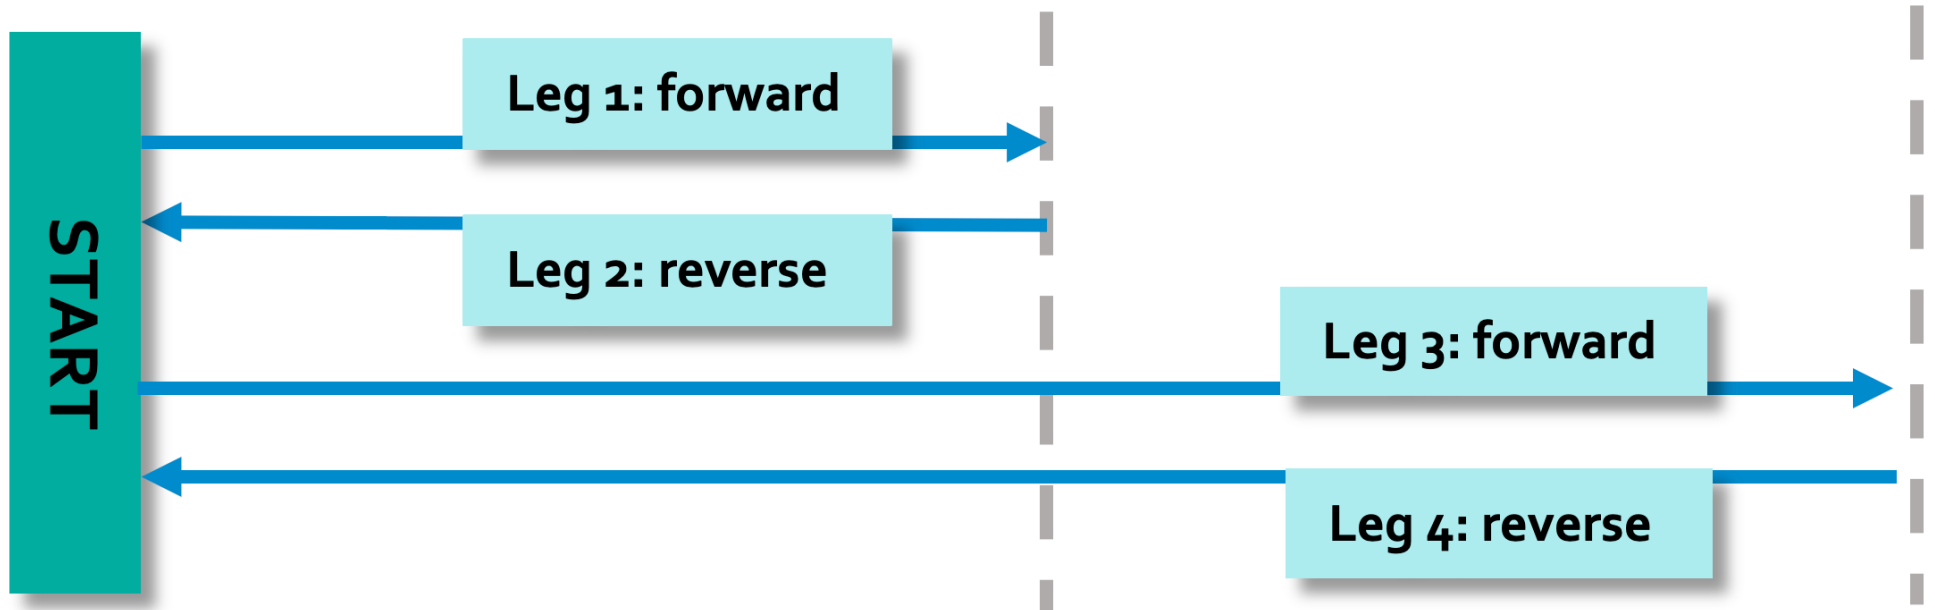 START
Leg 1: forward
Leg 2: reverse
Leg 3: forward
Leg 4: reverse